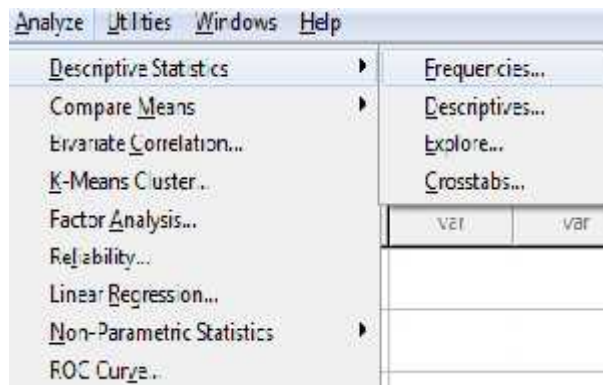 Analyze Utilities Windows Help
Descriptive Statistics
Compare Means
Bivariate Correlation...
K-Means Cluster...
Factor Analysis...
Reliability...
Linear Regression...
Non-Parametric Statistics
ROC Curve...
Frequencies...
Descriptives...
Explore...
Crosstabs...
var var